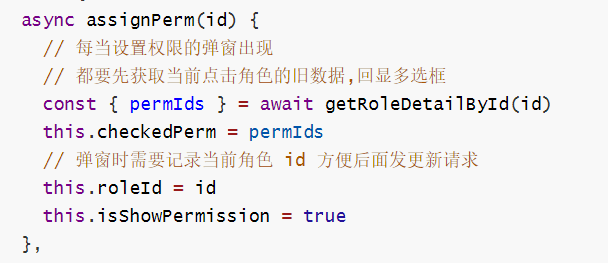 async assignPerm(id) {
  // 每当设置权限的弹窗出现
  // 都要先获取当前点击角色的旧数据,回显多选框
  const { permIds } = await getRoleDetailById(id)
  this.checkedPerm = permIds
  // 弹窗时需要记录当前角色 id 方便后面发更新请求
  this.roleId = id
  this.isShowPermission = true
},